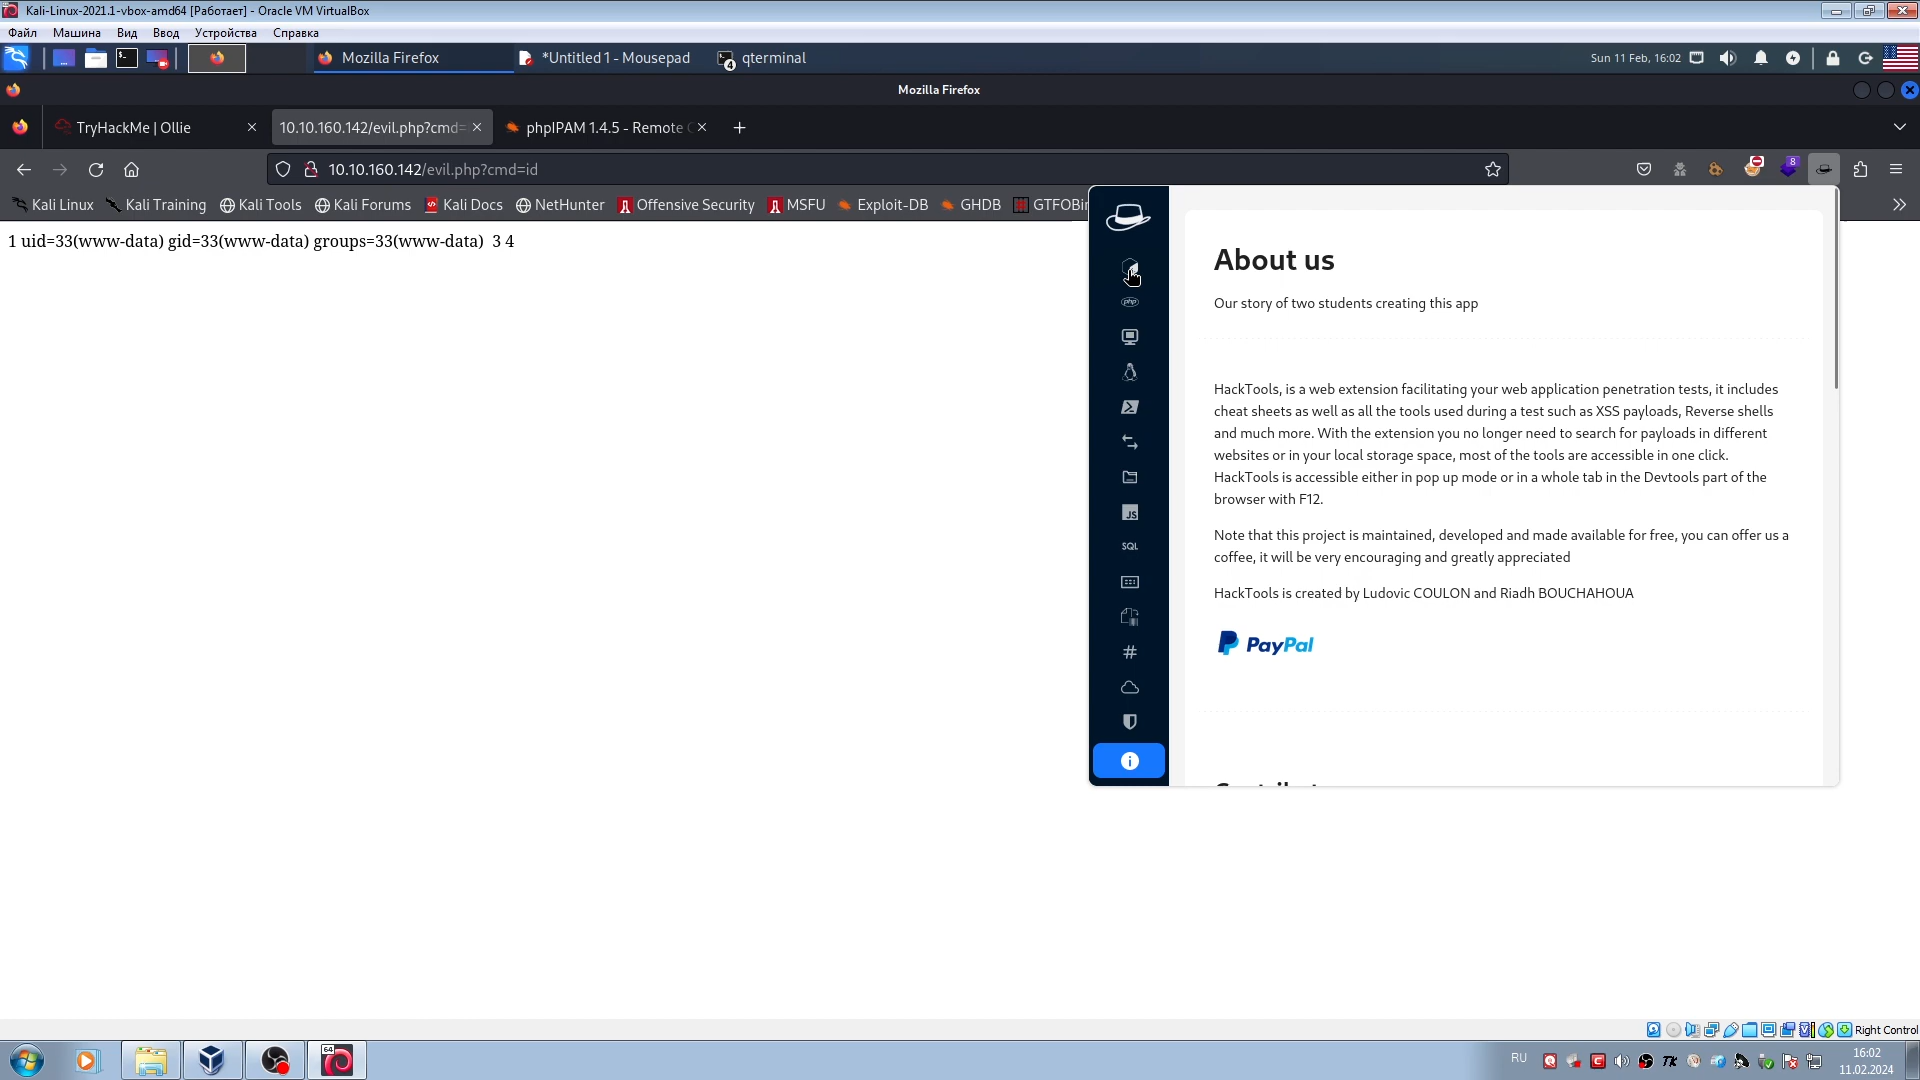 Kali-Linux-2021.1-vbox-amd64 [Работает] - Oracle VM VirtualBox
Файл Машина Вид Ввод Устройства Справка
Mozilla Firefox *Untitled 1 - Mousepad 4 qterminal Sun 11 Feb, 16:02
Mozilla Firefox
TryHackMe | Ollie 10.10.160.142/evil.php?cmd= phpIPAM 1.4.5 - Remote
10.10.160.142/evil.php?cmd=id 8
Kali Linux Kali Training Kali Tools Kali Forums Kali Docs NetHunter Offensive Security MSFU Exploit-DB GHDB GTFOBin
1 uid=33(www-data) gid=33(www-data) groups=33(www-data) 3 4
About us
php
Our story of two students creating this app
HackTools, is a web extension facilitating your web application penetration tests, it includes
cheat sheets as well as all the tools used during a test such as XSS payloads, Reverse shells
and much more. With the extension you no longer need to search for payloads in different
websites or in your local storage space, most of the tools are accessible in one click.
HackTools is accessible either in pop up mode or in a whole tab in the Devtools part of the
browser with F12.
JS
Note that this project is maintained, developed and made available for free, you can offer us a
coffee, it will be very encouraging and greatly appreciated
SQL
HackTools is created by Ludovic COULON and Riadh BOUCHAHOUA
PayPal
Right Control
64
RU
16:02
11.02.2024